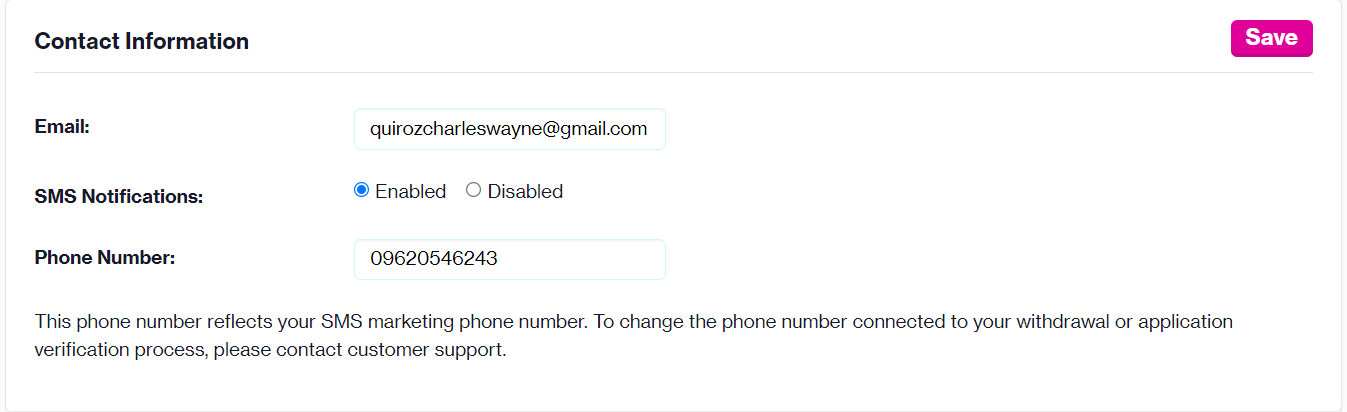 Contact Information
Save
Email:
quirozcharleswayne@gmail.com
SMS Notifications:
Enabled
Disabled
Phone Number:
09620546243
This phone number reflects your SMS marketing phone number. To change the phone number connected to your withdrawal or application
verification process, please contact customer support.